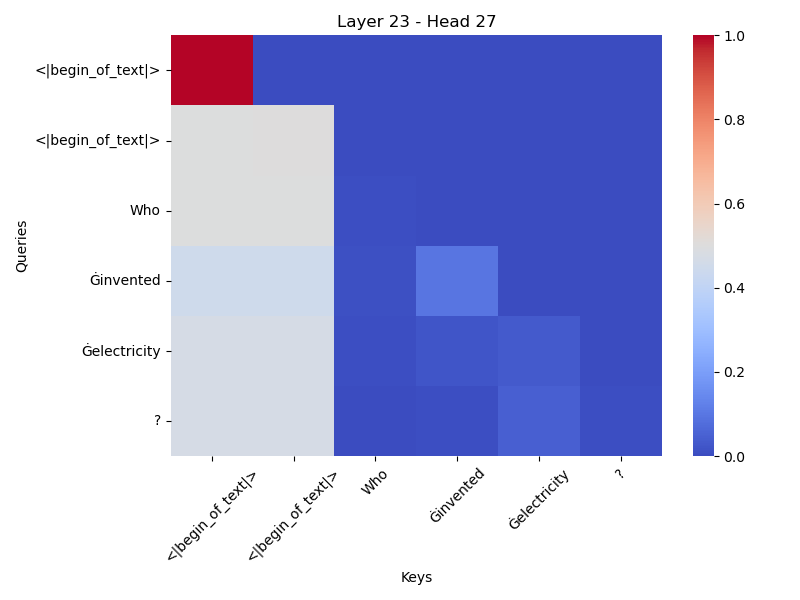 Layer 23 - Head 27
<|begin_of_text|>
<|begin_of_text|>
Who
Ġinvented
Ġelectricity
?
Queries
<|begin_of_text|>
<|begin_of_text|>
Who
Ġinvented
Ġelectricity
?
Keys
1.0
0.8
0.6
0.4
0.2
0.0